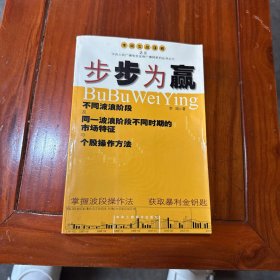 步步为赢
BuBuWeiYing
不同波浪阶段
同一波浪阶段不同时期的
市场特征
个股操作方法
掌握波段操作法 获取暴利金钥匙